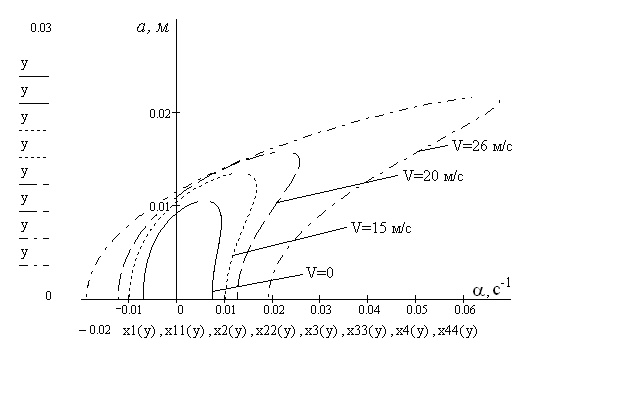 0.03
a, м
y
y
y
0.02
y
V=26 м/с
y
V=20 м/с
y
0.01
V=15 м/с
y
V=0
0
α, с-1
−0.01 0 0.01 0.02 0.03 0.04 0.05 0.06
−0.02 x1(y) , x11(y) , x2(y) , x22(y) , x3(y) , x33(y) , x4(y) , x44(y)